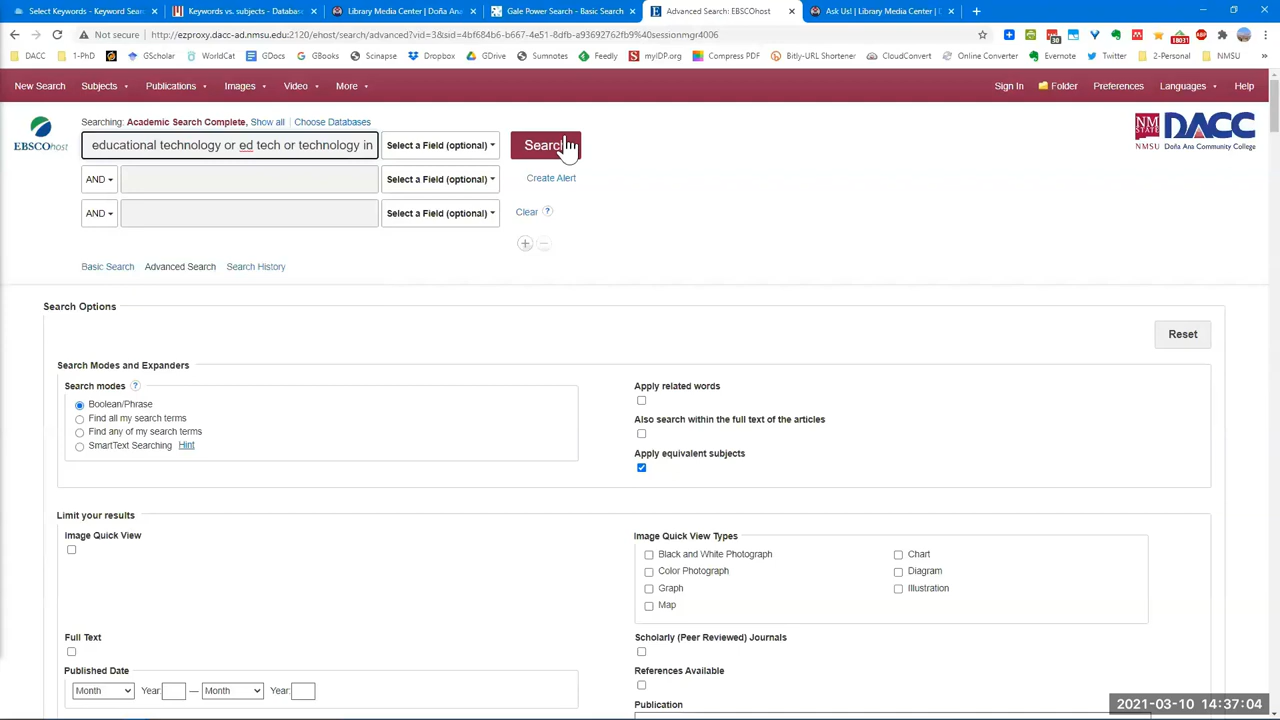 Select Keywords - Keyword Sear
Keywords vs. subjects - Databas
Library Media Center | Doña Ana
Gale Power Search - Basic Search
Advanced Search: EBSCOhost
Ask Us! | Library Media Center | D
Not secure | http://ezproxy.dacc-ad.nmsu.edu:2120/ehost/search/advanced?vid=3&sid=4bf684b6-b667-4e51-8dfb-a93692762fb9%40sessionmgr4006
DACC 1-PhD GScholar WorldCat GDocs GBooks Scinapse Dropbox Sumnotes Feedly myIDP.org Compress PDF Bitly-URL Shortener CloudConvert Online Converter Evernote Twitter 2-Personal NMSU »
New Search Subjects Publications Images Video More Sign In Folder Preferences Languages Help
Searching: Academic Search Complete, Show all | Choose Databases
EBSCOhost
educational technology or ed tech or technology in
Select a Field (optional)
Search
NM STATE NMSU DACC Doña Ana Community College
AND Select a Field (optional) Create Alert
AND Select a Field (optional) Clear ?
Basic Search Advanced Search Search History
Search Options
Reset
Search Modes and Expanders
Search modes ?
Boolean/Phrase
Find all my search terms
Find any of my search terms
SmartText Searching Hint
Apply related words
Also search within the full text of the articles
Apply equivalent subjects
Limit your results
Image Quick View
Image Quick View Types
Black and White Photograph
Color Photograph
Graph
Map
Chart
Diagram
Illustration
Full Text
Scholarly (Peer Reviewed) Journals
Published Date
Month Year: — Month Year:
References Available
Publication
2021-03-10 14:37:04